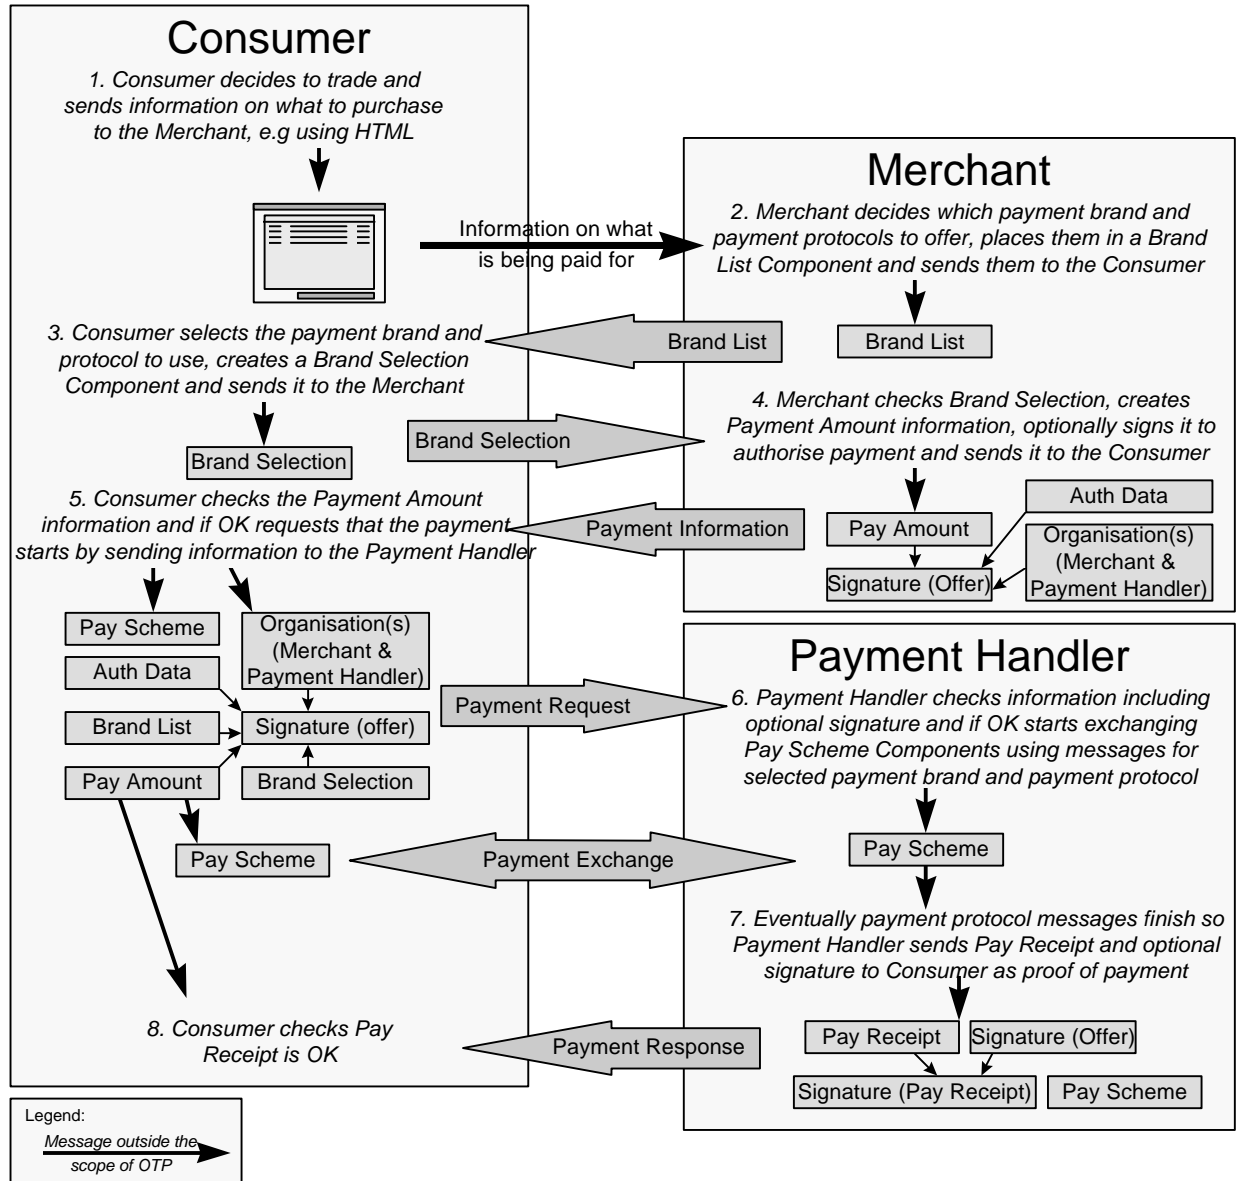 Consumer
1. Consumer decides to trade and
sends information on what to purchase
to the Merchant, e.g using HTML
Information on what
is being paid for
Merchant
2. Merchant decides which payment brand and
payment protocols to offer, places them in a Brand
List Component and sends them to the Consumer
Brand List
Brand List
3. Consumer selects the payment brand and
protocol to use, creates a Brand Selection
Component and sends it to the Merchant
Brand Selection
Brand Selection
4. Merchant checks Brand Selection, creates
Payment Amount information, optionally signs it to
authorise payment and sends it to the Consumer
Pay Amount
Auth Data
Organisation(s)
(Merchant &
Payment Handler)
Signature (Offer)
Payment Information
5. Consumer checks the Payment Amount
information and if OK requests that the payment
starts by sending information to the Payment Handler
Pay Scheme
Organisation(s)
(Merchant &
Payment Handler)
Auth Data
Brand List
Signature (offer)
Pay Amount
Brand Selection
Payment Request
Payment Handler
6. Payment Handler checks information including
optional signature and if OK starts exchanging
Pay Scheme Components using messages for
selected payment brand and payment protocol
Pay Scheme
Payment Exchange
Pay Scheme
7. Eventually payment protocol messages finish so
Payment Handler sends Pay Receipt and optional
signature to Consumer as proof of payment
Pay Receipt
Signature (Offer)
Signature (Pay Receipt)
Pay Scheme
Payment Response
8. Consumer checks Pay
Receipt is OK
Legend:
Message outside the
scope of OTP